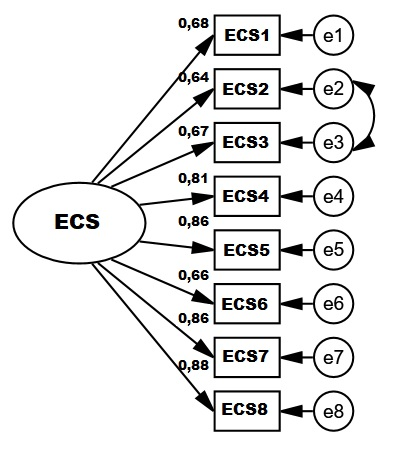 0,68
ECS1
e1
0,64
ECS2
e2
0,67
ECS3
e3
0,81
ECS4
e4
ECS
0,86
ECS5
e5
0,66
ECS6
e6
0,86
ECS7
e7
0,88
ECS8
e8